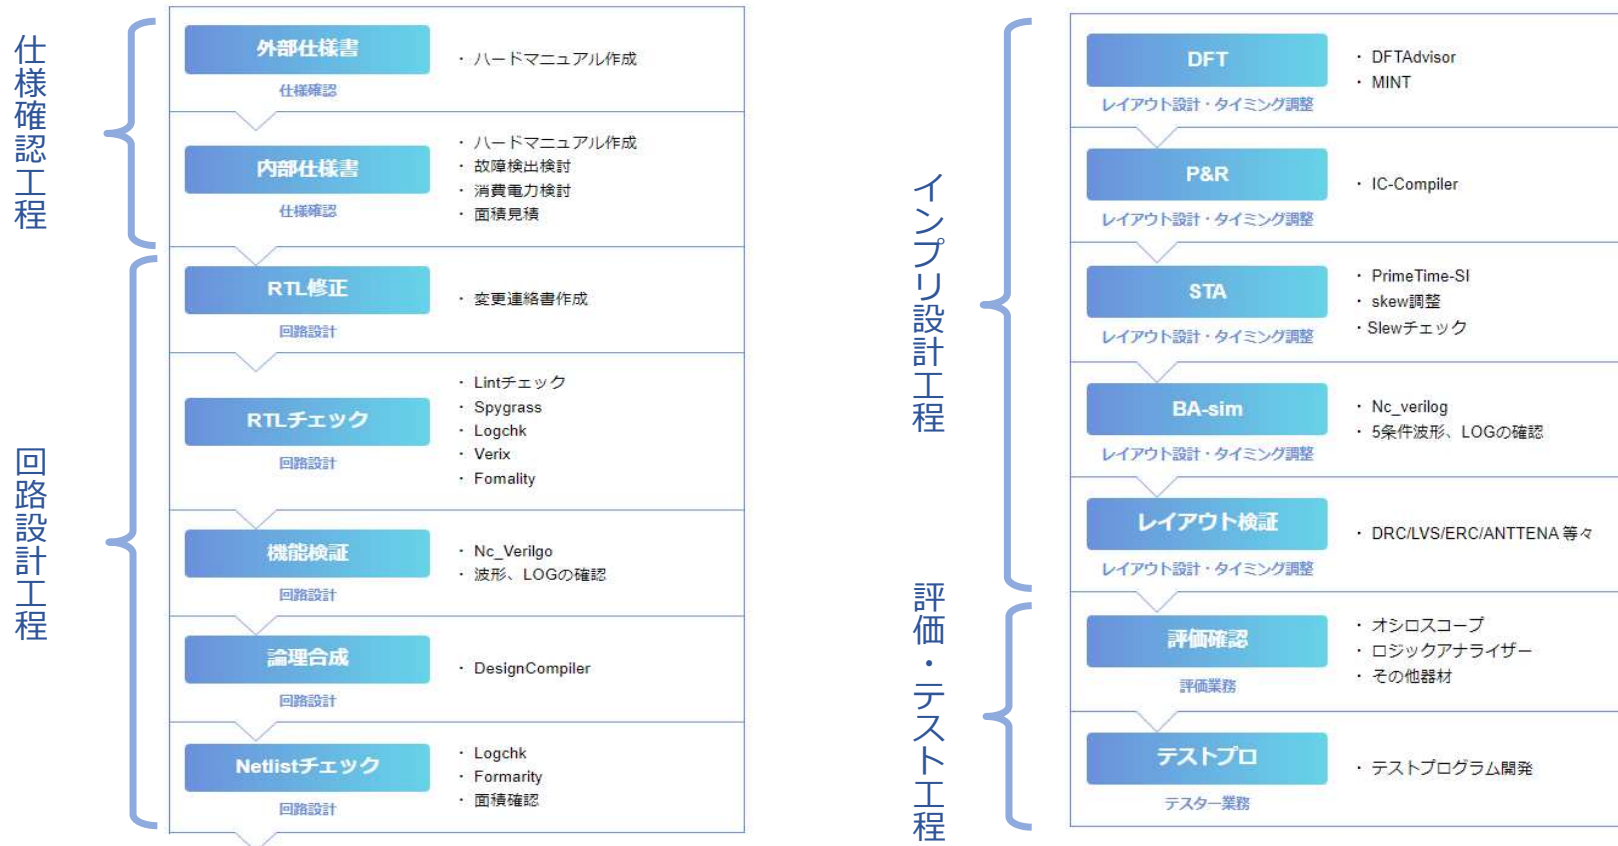 仕様確認工程
外部仕様書
仕様確認
・ ハードマニュアル作成
内部仕様書
仕様確認
・ ハードマニュアル作成
・ 故障検出検討
・ 消費電力検討
・ 面積見積
回路設計工程
RTL修正
回路設計
・ 変更連絡書作成
RTLチェック
回路設計
・ Lintチェック
・ Spygrass
・ Logchk
・ Verix
・ Fomality
機能検証
回路設計
・ Nc_Verilgo
・ 波形、LOGの確認
論理合成
回路設計
・ DesignCompiler
Netlistチェック
回路設計
・ Logchk
・ Formarity
・ 面積確認
インプリ設計工程
DFT
レイアウト設計・タイミング調整
・ DFTAdvisor
・ MINT
P&R
レイアウト設計・タイミング調整
・ IC-Compiler
STA
レイアウト設計・タイミング調整
・ PrimeTime-SI
・ skew調整
・Slewチェック
BA-sim
レイアウト設計・タイミング調整
・ Nc_verilog
・ 5条件波形、LOGの確認
レイアウト検証
レイアウト設計・タイミング調整
・ DRC/LVS/ERC/ANTTENA 等々
評価・テスト工程
評価確認
評価業務
・ オシロスコープ
・ ロジックアナライザー
・ その他器材
テストプロ
テスター業務
・ テストプログラム開発